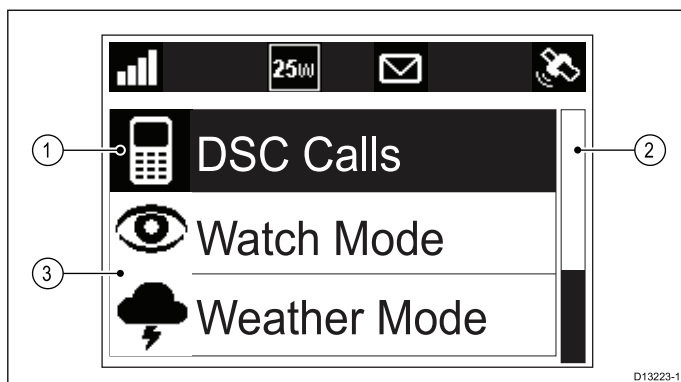 25W
1
DSC Calls
2
Watch Mode
3
Weather Mode
D13223-1